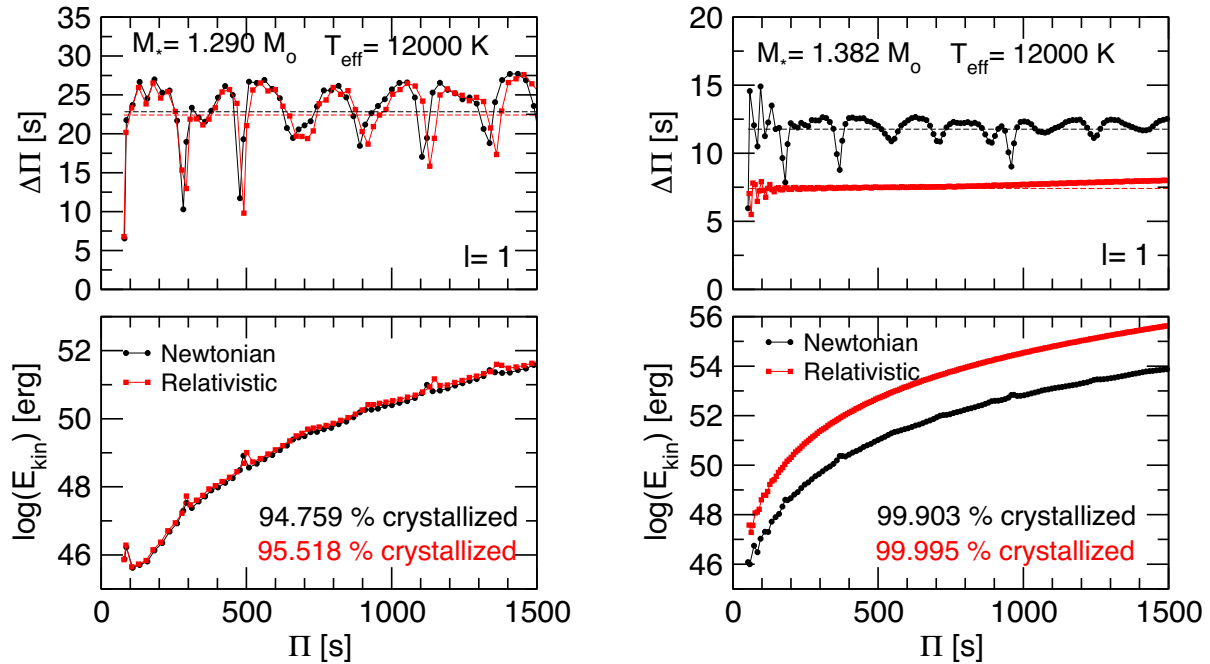 M* = 1.290 Mo Teff = 12000 K
ΔΠ [s]
35
30
25
20
15
10
5
0
l= 1
log(Ekin) [erg]
52
50
48
46
Newtonian
Relativistic
94.759 % crystallized
95.518 % crystallized
0 500 1000 1500
Π [s]
M* = 1.382 Mo Teff = 12000 K
ΔΠ [s]
20
15
10
5
0
l= 1
log(Ekin) [erg]
56
54
52
50
48
46
Newtonian
Relativistic
99.903 % crystallized
99.995 % crystallized
0 500 1000 1500
Π [s]